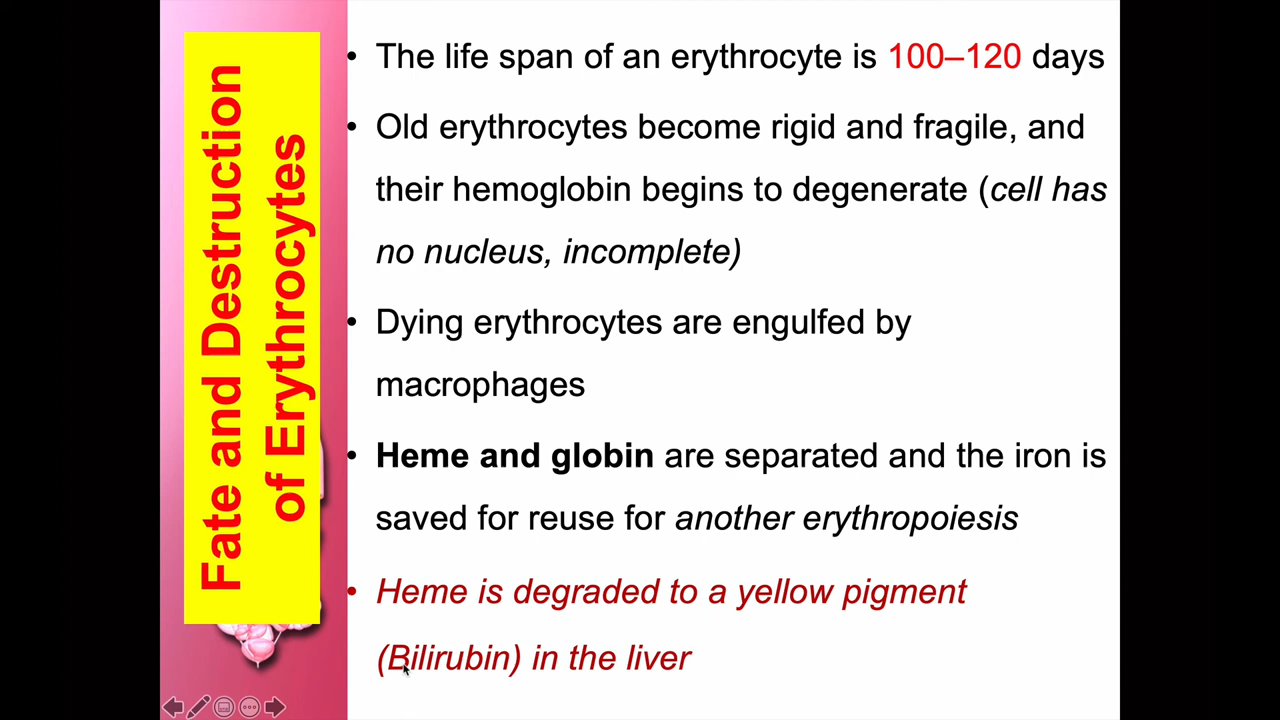 Fate and Destruction
of Erythrocytes
• The life span of an erythrocyte is 100–120 days
• Old erythrocytes become rigid and fragile, and
their hemoglobin begins to degenerate (cell has
no nucleus, incomplete)
• Dying erythrocytes are engulfed by
macrophages
• Heme and globin are separated and the iron is
saved for reuse for another erythropoiesis
• Heme is degraded to a yellow pigment
(Bilirubin) in the liver